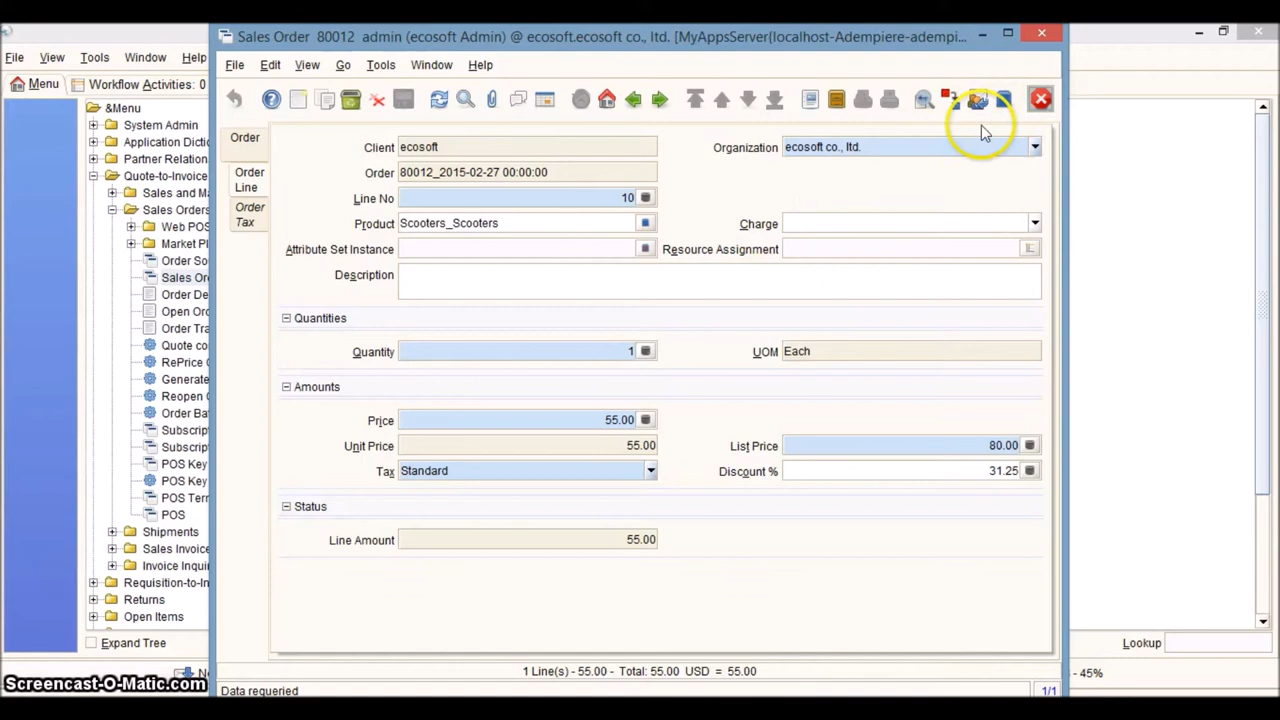 Sales Order 80012 admin (ecosoft Admin) @ ecosoft.ecosoft co., ltd. [MyAppsServer{localhost-Adempiere-adempi...
File View Tools Window Help
File Edit View Go Tools Window Help
Menu Workflow Activities: 0
&Menu
System Admin
Application Dicti
Partner Relation
Quote-to-Invoice
Sales and M
Sales Orders
Web POS
Market Pl
Order So
Sales Or
Order De
Open Ord
Order Tra
Quote co
RePrice O
Generate
Reopen O
Order Ba
Subscript
Subscript
POS Key
POS Key
POS Term
POS
Shipments
Sales Invoice
Invoice Inqui
Requisition-to-In
Returns
Open Items
Expand Tree
Lookup
Order
Order Line
Order Tax
Client ecosoft Organization ecosoft co., ltd.
Order 80012_2015-02-27 00:00:00
Line No 10
Product Scooters_Scooters Charge
Attribute Set Instance Resource Assignment
Description
Quantities
Quantity 1 UOM Each
Amounts
Price 55.00
Unit Price 55.00 List Price 80.00
Tax Standard Discount % 31.25
Status
Line Amount 55.00
1 Line(s) - 55.00 - Total: 55.00 USD = 55.00
- 45%
Data requeried 1/1
Screencast-O-Matic.com